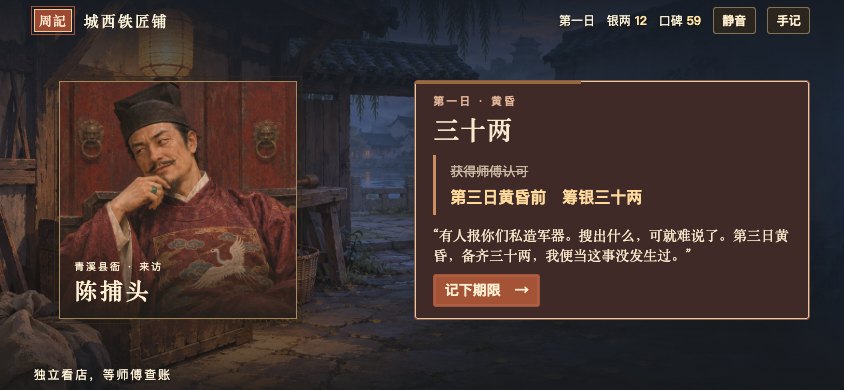 周記 城西铁匠铺
第一日 银两 12 口碑 59 静音 手记
青溪县衙 · 来访
陈捕头
第一日 · 黄昏
三十两
获得师傅认可
第三日黄昏前 筹银三十两
“有人报你们私造军器。搜出什么，可就难说了。第三日黄
昏，备齐三十两，我便当这事没发生过。”
记下期限 →
独立看店，等师傅查账